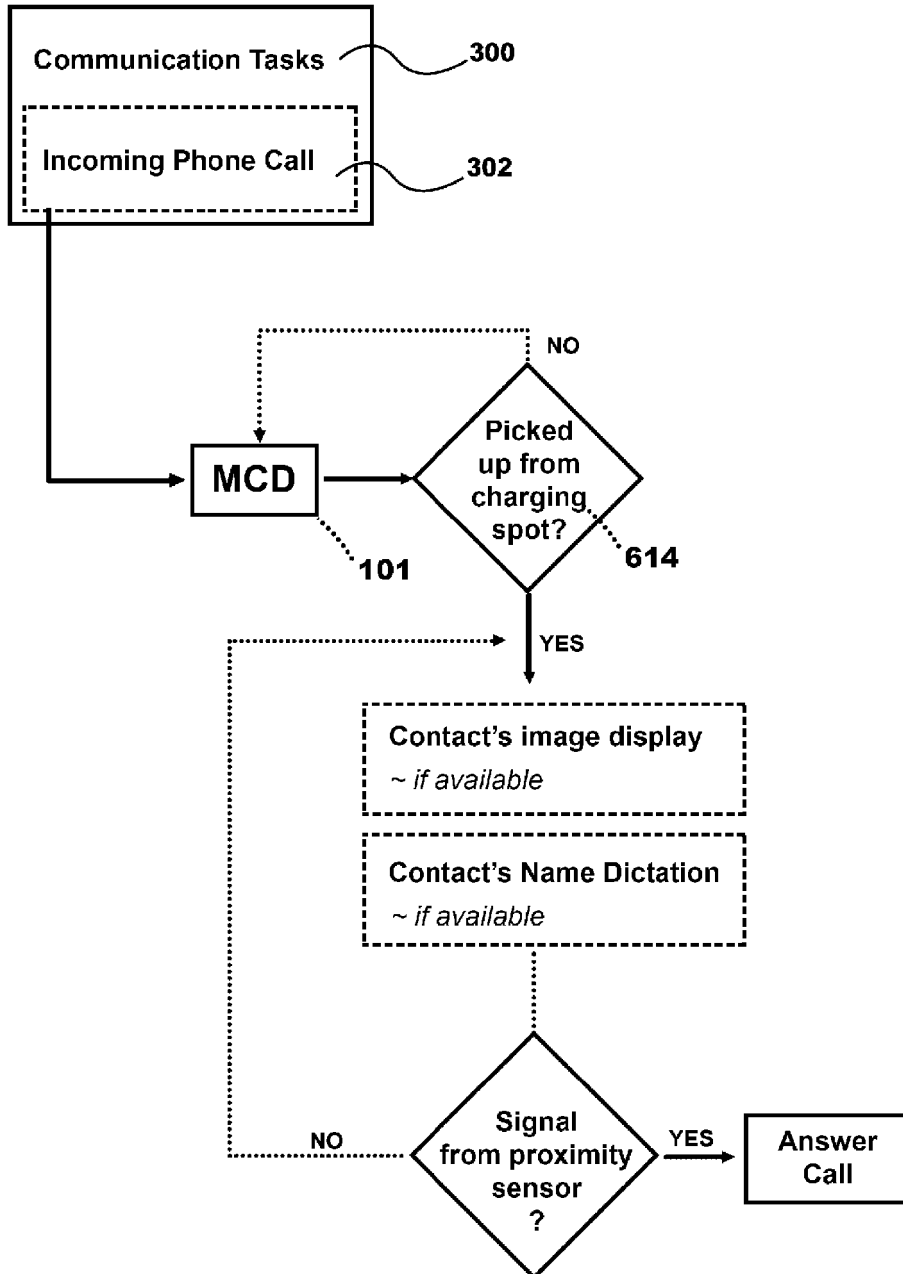 Communication Tasks
300
Incoming Phone Call
302
NO
MCD
Picked
up from
charging
spot?
101
614
YES
Contact's image display
~ if available
Contact's Name Dictation
~ if available
NO
Signal
from proximity
sensor
?
YES
Answer
Call